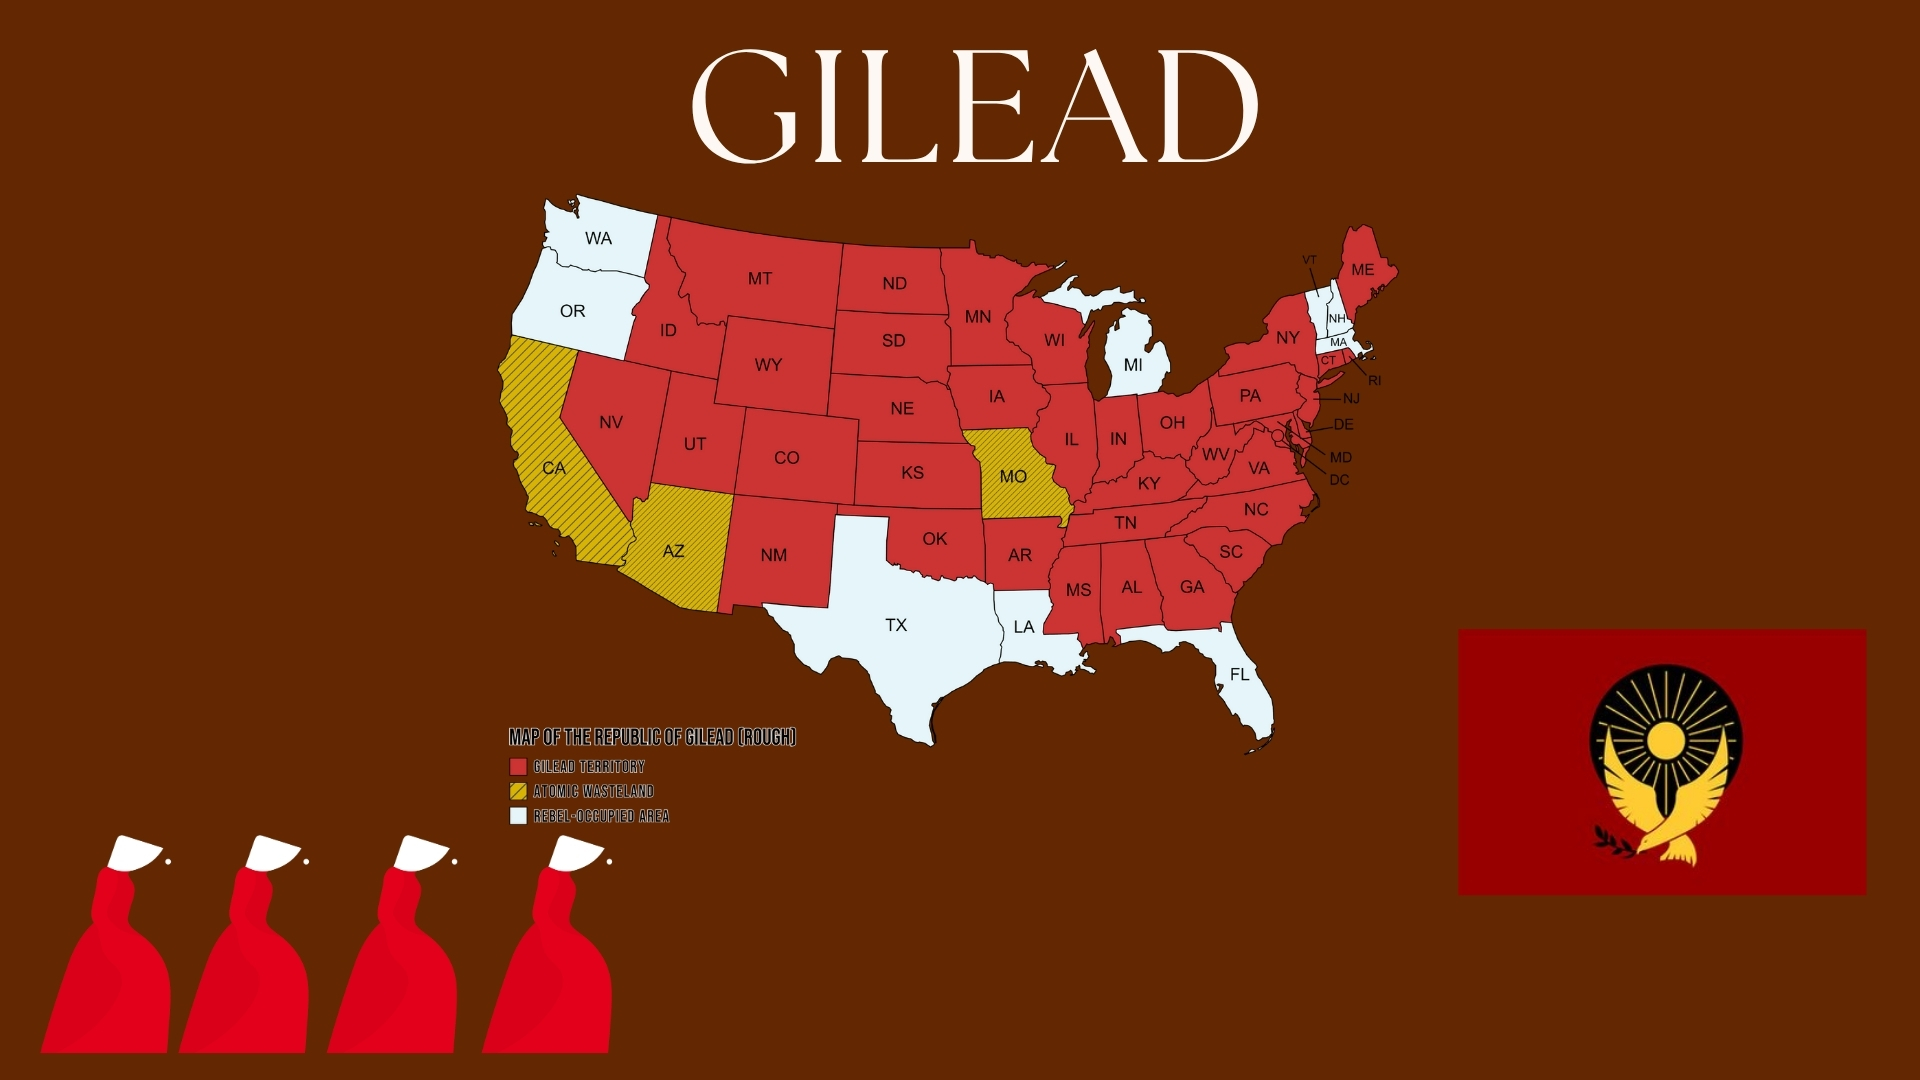 GILEAD
WA
OR
CA
NV
ID
MT
WY
UT
AZ
CO
NM
ND
SD
NE
KS
OK
TX
MN
IA
MO
AR
LA
WI
IL
MI
IN
OH
KY
TN
MS
AL
GA
FL
SC
NC
VA
WV
PA
NY
VT
NH
MA
CT
ME
RI
NJ
DE
MD
DC
MAP OF THE REPUBLIC OF GILEAD (ROUGH)
GILEAD TERRITORY
ATOMIC WASTELAND
REBEL-OCCUPIED AREA